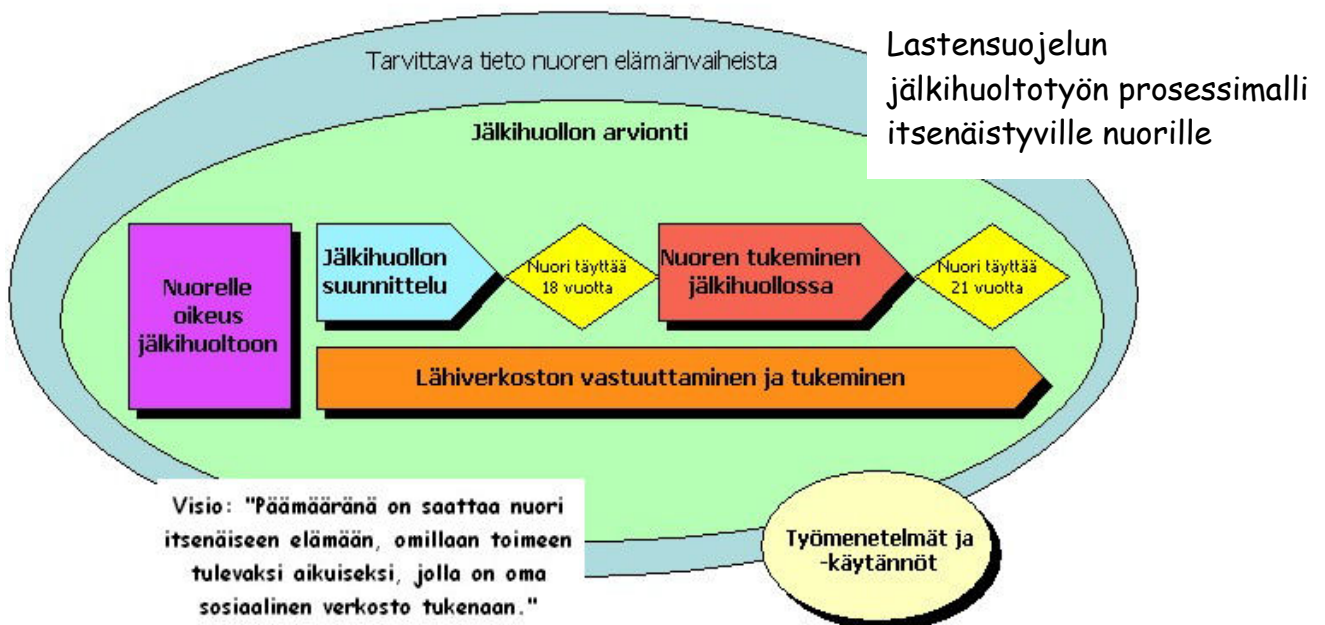 Lastensuojelun
jälkihuoltotyön prosessimalli
itsenäistyville nuorille
Tarvittava tieto nuoren elämänvaiheista
Jälkihuollon arvionti
Nuorelle
oikeus
jälkihuoltoon
Jälkihuollon
suunnittelu
Nuori täyttää
18 vuotta
Nuoren tukeminen
jälkihuollossa
Nuori täyttää
21 vuotta
Lähiverkoston vastuuttaminen ja tukeminen
Visio: "Päämääränä on saattaa nuori
itsenäiseen elämään, omillaan toimeen
tulevaksi aikuiseksi, jolla on oma
sosiaalinen verkosto tukenaan."
Työmenetelmät ja
-käytännöt